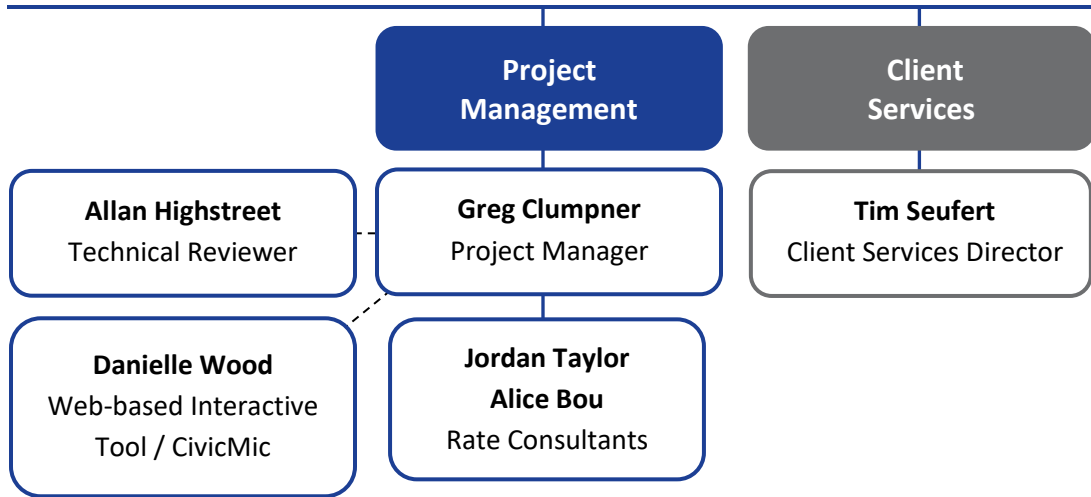 Project
Management
Client
Services
Allan Highstreet
Technical Reviewer
Greg Clumpner
Project Manager
Tim Seufert
Client Services Director
Danielle Wood
Web-based Interactive
Tool / CivicMic
Jordan Taylor
Alice Bou
Rate Consultants